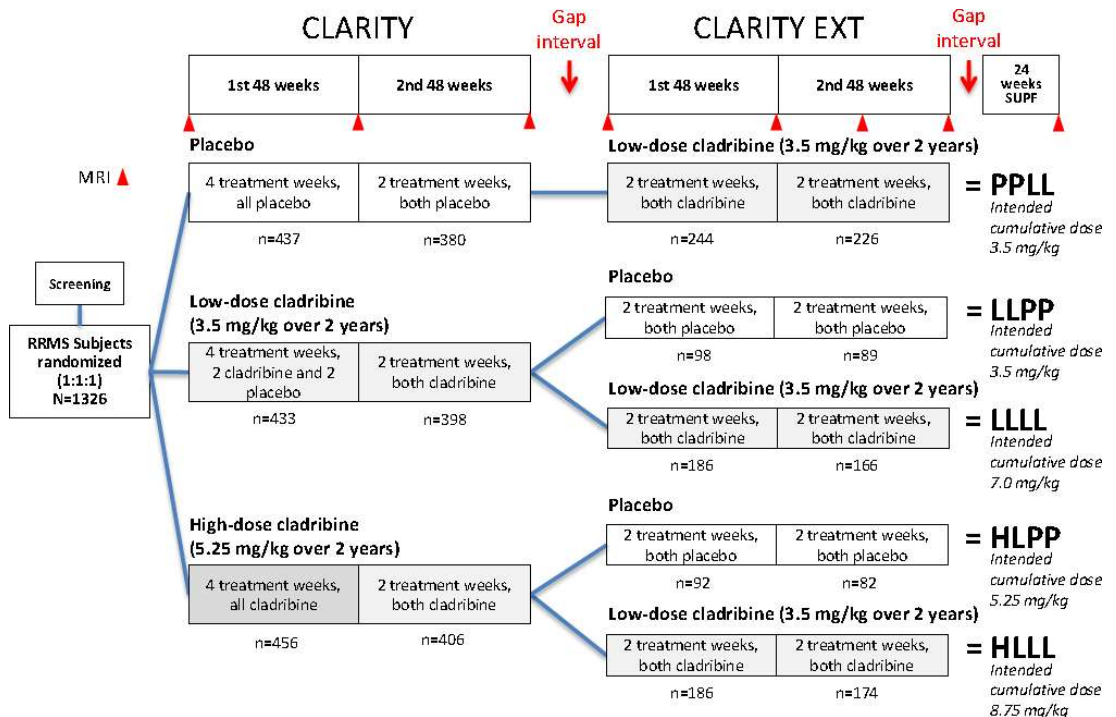 CLARITY
Gap
interval
CLARITY EXT
Gap
interval
1st 48 weeks
2nd 48 weeks
1st 48 weeks
2nd 48 weeks
24
weeks
SUPF
MRI
Screening
RRMS Subjects
randomized
(1:1:1)
N=1326
Placebo
4 treatment weeks,
all placebo
2 treatment weeks,
both placebo
n=437
n=380
Low-dose cladribine (3.5 mg/kg over 2 years)
2 treatment weeks,
both cladribine
2 treatment weeks,
both cladribine
n=244
n=226
= PPLL
Intended
cumulative dose
3.5 mg/kg
Low-dose cladribine
(3.5 mg/kg over 2 years)
4 treatment weeks,
2 cladribine and 2
placebo
2 treatment weeks,
both cladribine
n=433
n=398
Placebo
2 treatment weeks,
both placebo
2 treatment weeks,
both placebo
n=98
n=89
= LLPP
Intended
cumulative dose
3.5 mg/kg
Low-dose cladribine (3.5 mg/kg over 2 years)
2 treatment weeks,
both cladribine
2 treatment weeks,
both cladribine
n=186
n=166
= LLLL
Intended
cumulative dose
7.0 mg/kg
High-dose cladribine
(5.25 mg/kg over 2 years)
4 treatment weeks,
all cladribine
2 treatment weeks,
both cladribine
n=456
n=406
Placebo
2 treatment weeks,
both placebo
2 treatment weeks,
both placebo
n=92
n=82
= HLPP
Intended
cumulative dose
5.25 mg/kg
Low-dose cladribine (3.5 mg/kg over 2 years)
2 treatment weeks,
both cladribine
2 treatment weeks,
both cladribine
n=186
n=174
= HLLL
Intended
cumulative dose
8.75 mg/kg